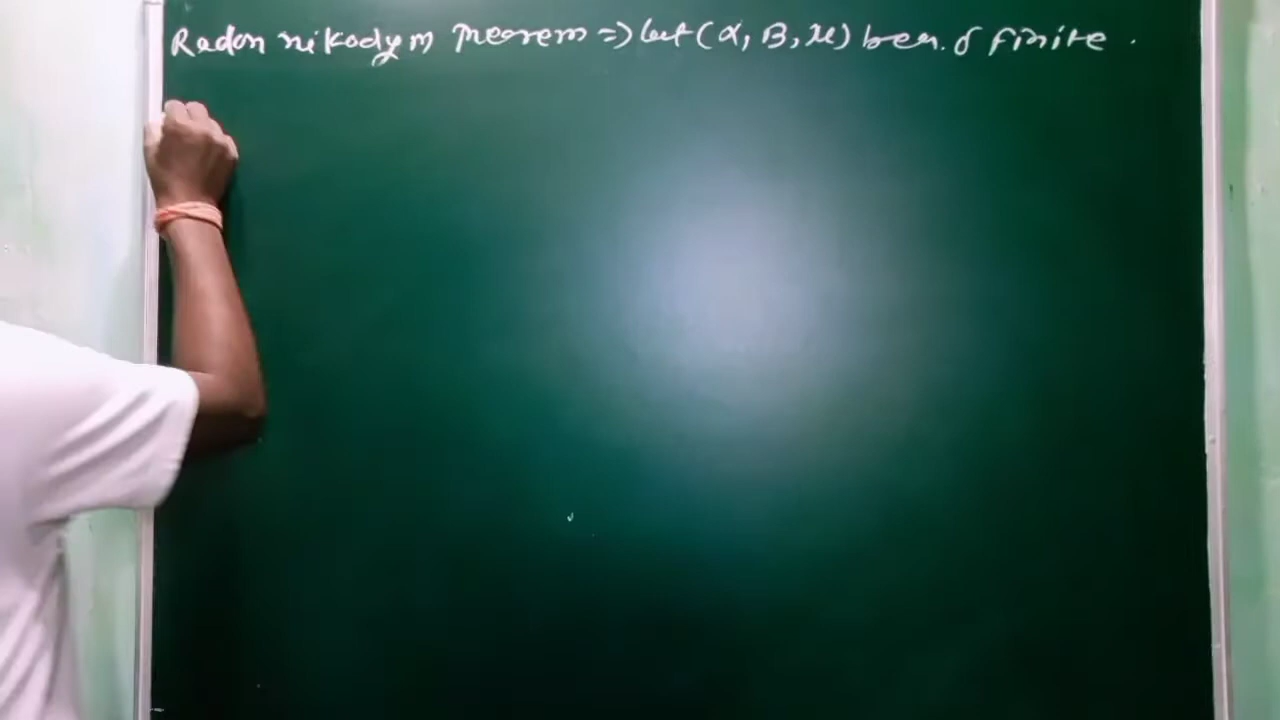 Radon nikodym Theorem => let (X, B, μ) be a σ finite .